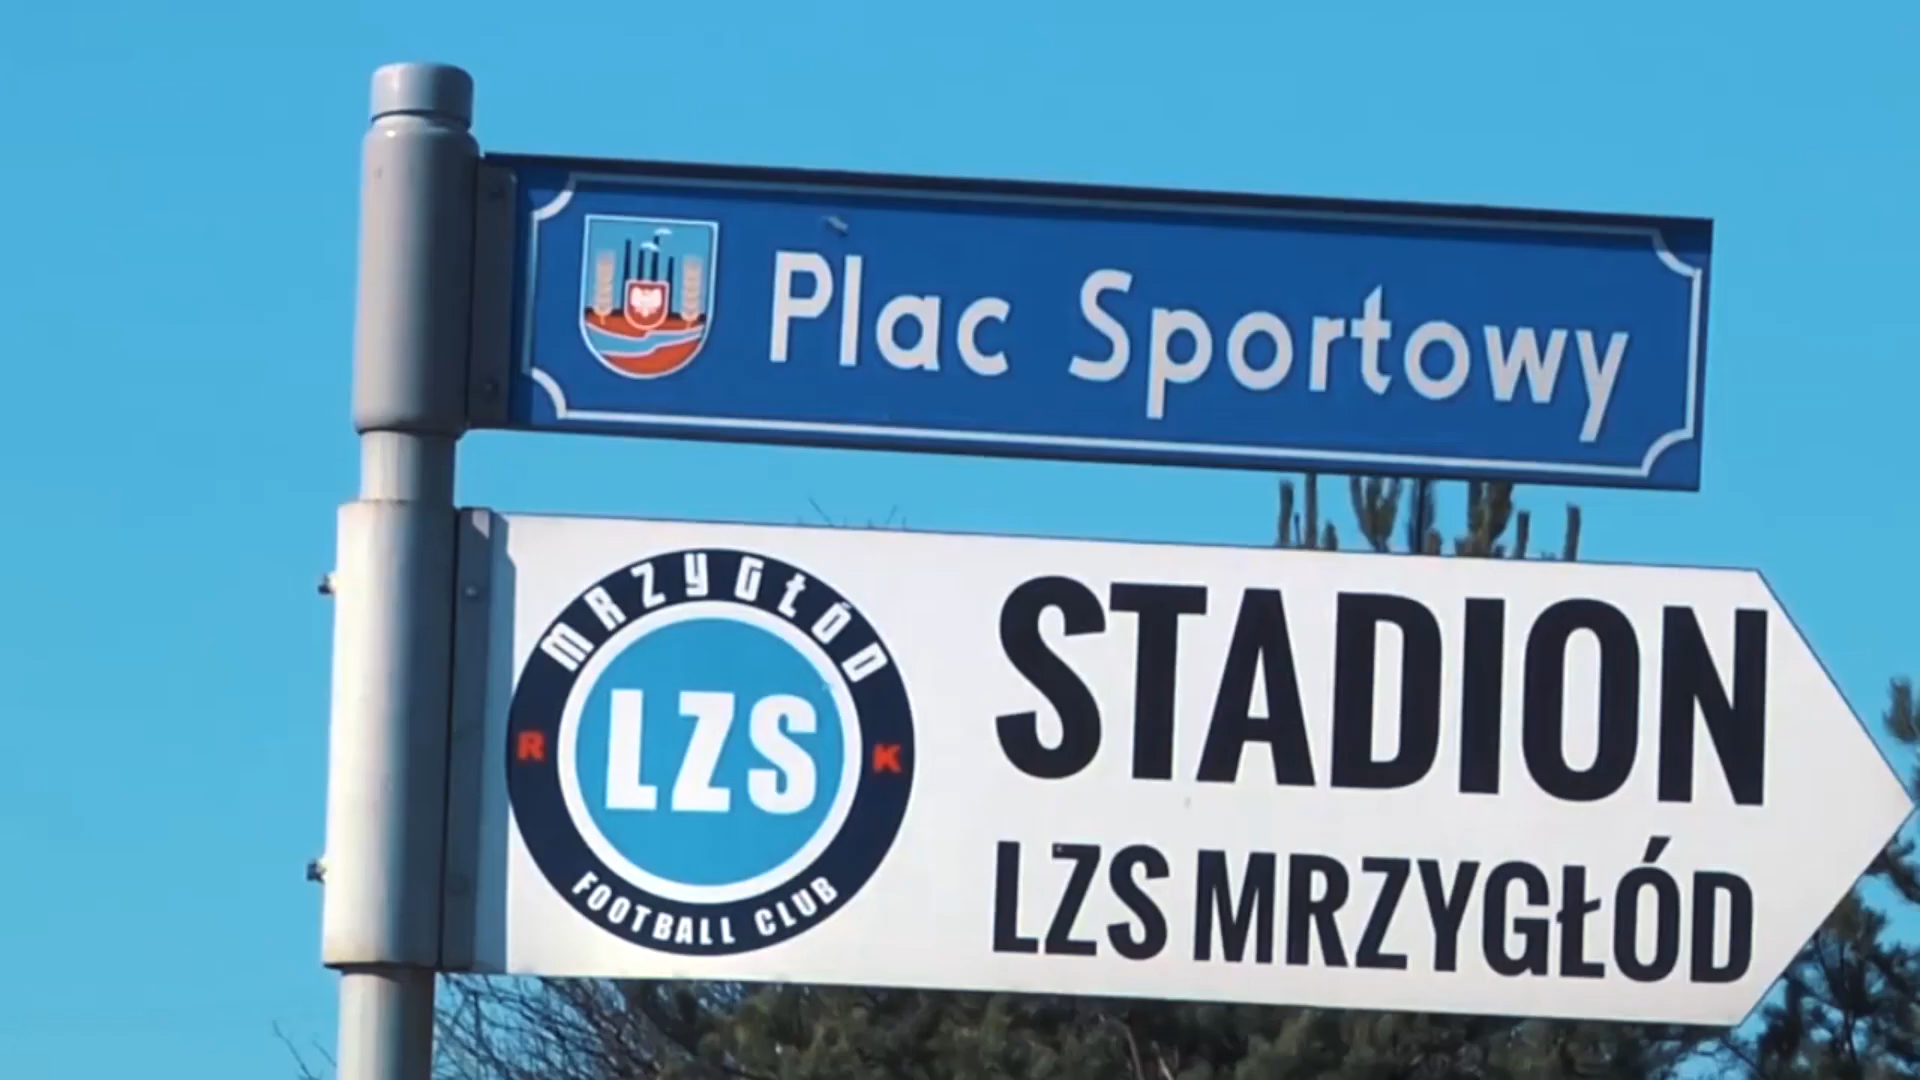 Plac Sportowy
MRZYGŁÓD
R LZS K
FOOTBALL CLUB
STADION
LZS MRZYGŁÓD